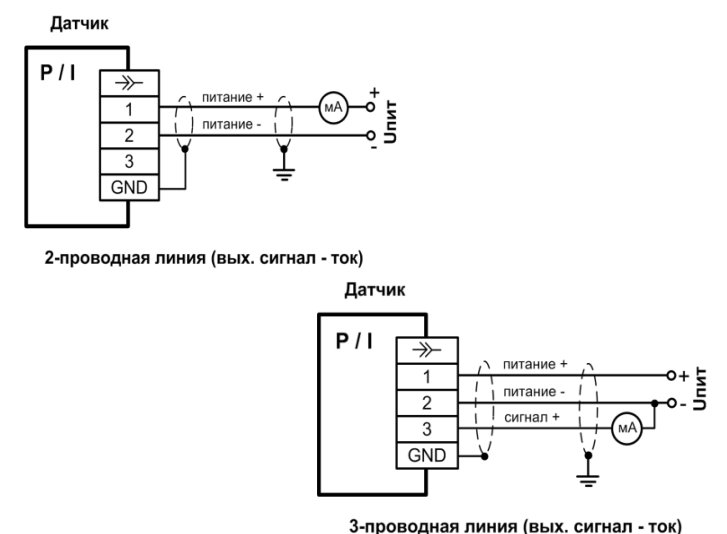 Датчик
P / I
1
2
3
GND
питание +
питание -
мА
+
-
Uпит
2-проводная линия (вых. сигнал - ток)
Датчик
P / I
1
2
3
GND
питание +
питание -
сигнал +
мА
+
-
Uпит
3-проводная линия (вых. сигнал - ток)